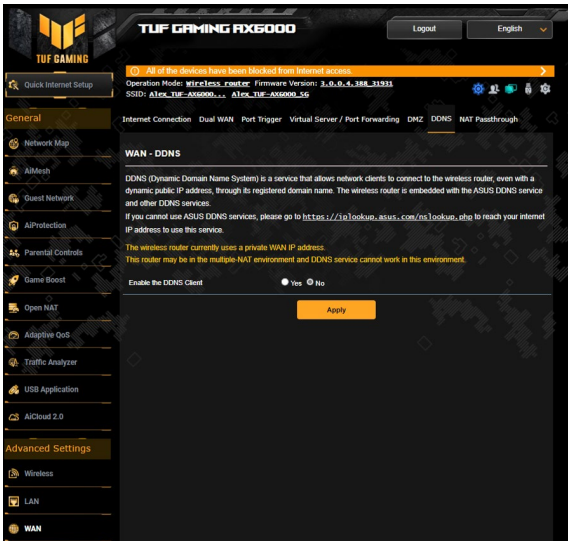 TUF GAMING AX6000
Logout
English
TUF GAMING
All of the devices have been blocked from Internet access.
Quick Internet Setup
Operation Mode: Wireless router Firmware Version: 3.0.0.4.388_31931
SSID: Alex_TUF-AX6000... Alex_TUF-AX6000_5G
General
Internet Connection Dual WAN Port Trigger Virtual Server / Port Forwarding DMZ DDNS NAT Passthrough
Network Map
AiMesh
Guest Network
AiProtection
Parental Controls
Game Boost
Open NAT
Adaptive QoS
Traffic Analyzer
USB Application
AiCloud 2.0
Advanced Settings
Wireless
LAN
WAN
WAN - DDNS
DDNS (Dynamic Domain Name System) is a service that allows network clients to connect to the wireless router, even with a
dynamic public IP address, through its registered domain name. The wireless router is embedded with the ASUS DDNS service
and other DDNS services.
If you cannot use ASUS DDNS services, please go to https://iplookup.asus.com/nslookup.php to reach your internet
IP address to use this service.
The wireless router currently uses a private WAN IP address.
This router may be in the multiple-NAT environment and DDNS service cannot work in this environment.
Enable the DDNS Client Yes No
Apply